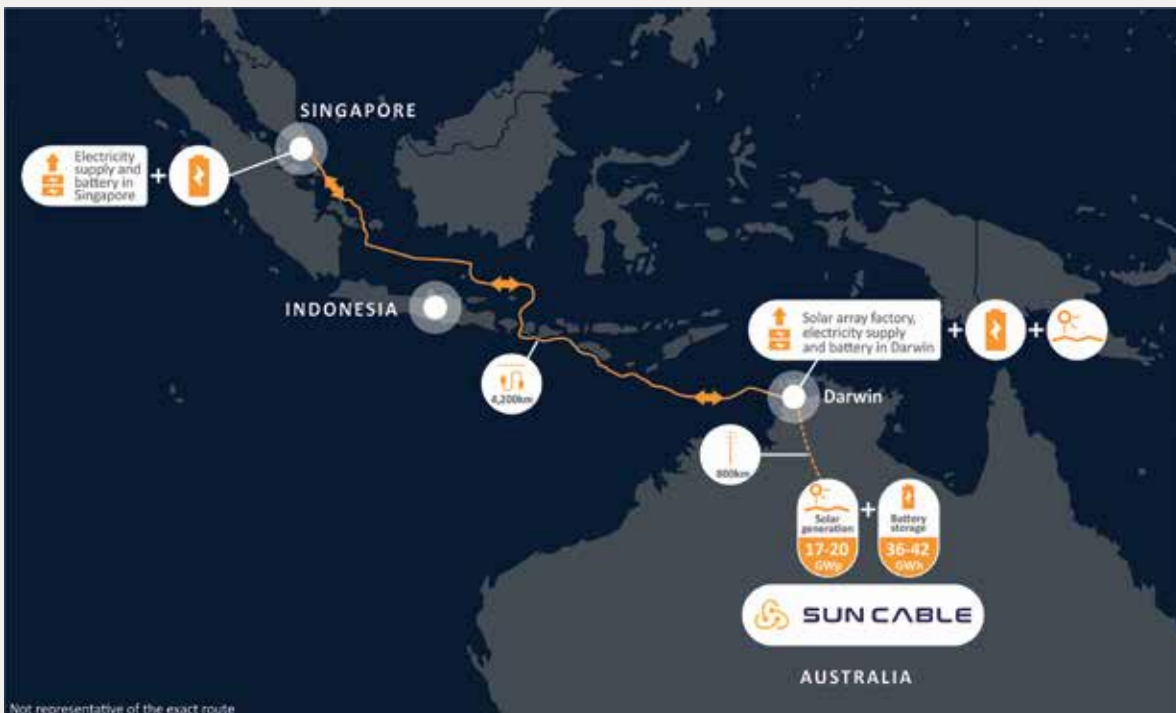 SINGAPORE
Electricity
supply and
battery in
Singapore
+
INDONESIA
4,200km
Solar array factory,
electricity supply
and battery in Darwin
+
+
Darwin
800km
Solar
generation
17-20
GWp
+
Battery
storage
36-42
GWh
SUN CABLE
AUSTRALIA
Not representative of the exact route